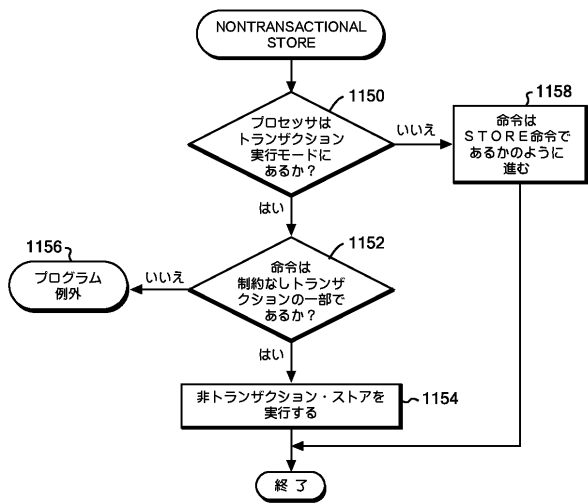 NONTRANSACTIONAL
STORE
1150
プロセッサは
トランザクション
実行モードに
あるか？
いいえ
1158
命令は
ＳＴＯＲＥ命令で
あるかのように
進む
はい
1152
命令は
制約なしトランザ
クションの一部で
あるか？
いいえ
1156
プログラム
例外
はい
非トランザクション・ストアを
実行する
1154
終 了